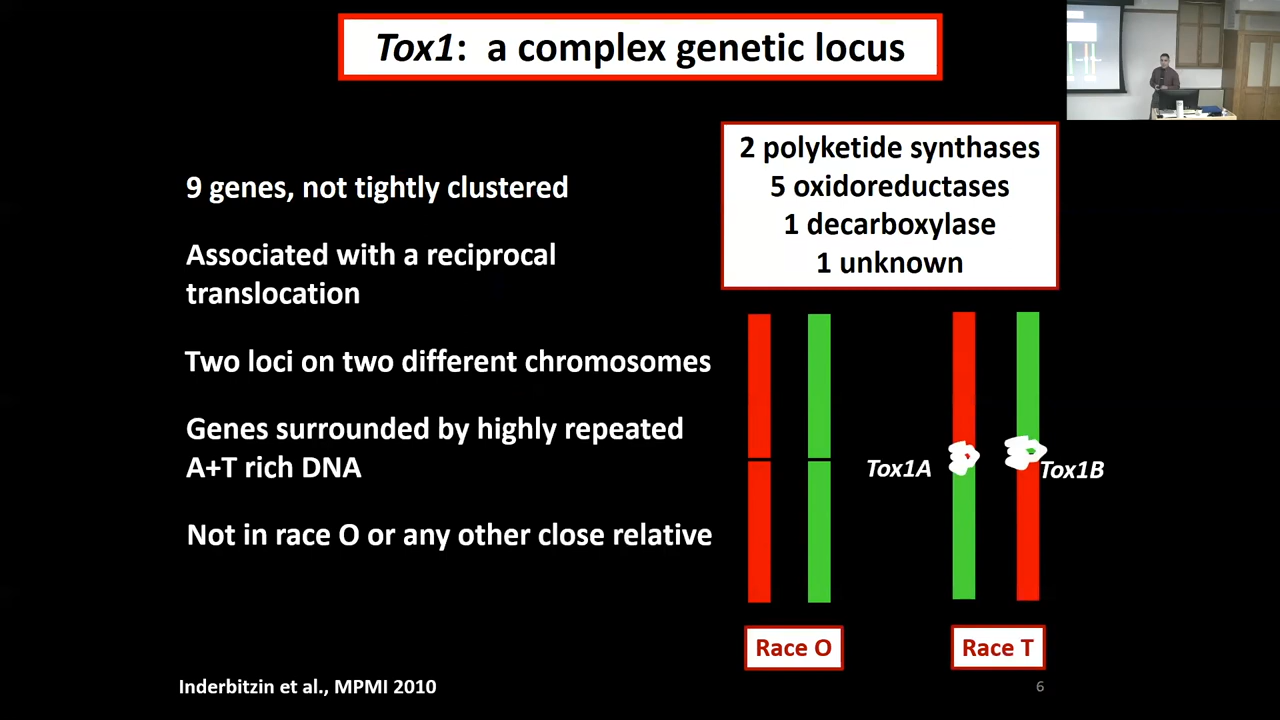 Tox1: a complex genetic locus
9 genes, not tightly clustered
Associated with a reciprocal
translocation
Two loci on two different chromosomes
Genes surrounded by highly repeated
A+T rich DNA
Not in race O or any other close relative
2 polyketide synthases
5 oxidoreductases
1 decarboxylase
1 unknown
Tox1A
Tox1B
Race O
Race T
Inderbitzin et al., MPMI 2010
6